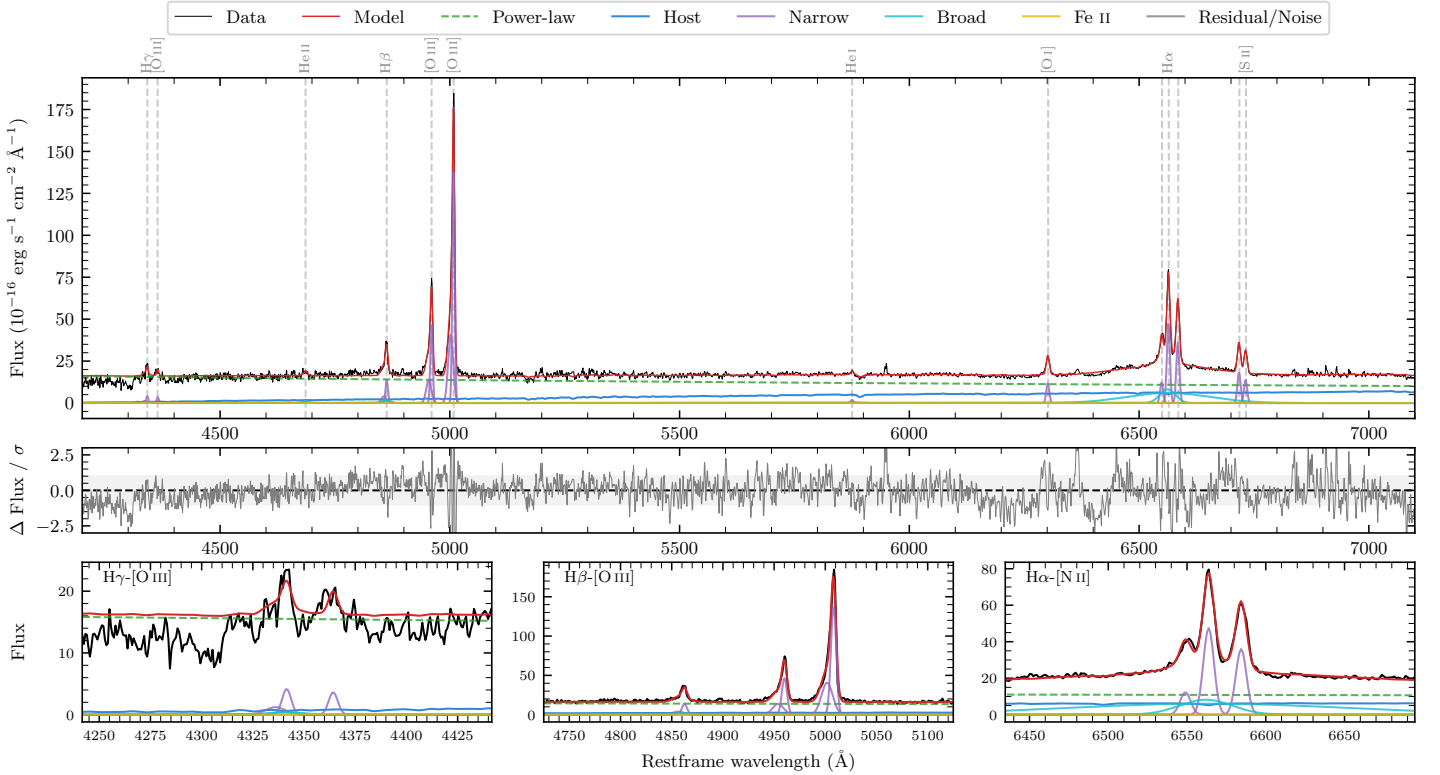 Data Model Power-law Host Narrow Broad Fe II Residual/Noise
Hγ [O III] He II Hβ [O III] [O III] He I [O I] Hα [S II]
Flux (10⁻¹⁶ erg s⁻¹ cm⁻² Å⁻¹)
175
150
125
100
75
50
25
0
4500 5000 5500 6000 6500 7000
Δ Flux / σ
2.5
0.0
−2.5
4500 5000 5500 6000 6500 7000
Flux
Hγ-[O III]
20
10
0
4250 4275 4300 4325 4350 4375 4400 4425
Hβ-[O III]
150
100
50
0
4750 4800 4850 4900 4950 5000 5050 5100
Hα-[N II]
80
60
40
20
0
6450 6500 6550 6600 6650
Restframe wavelength (Å)